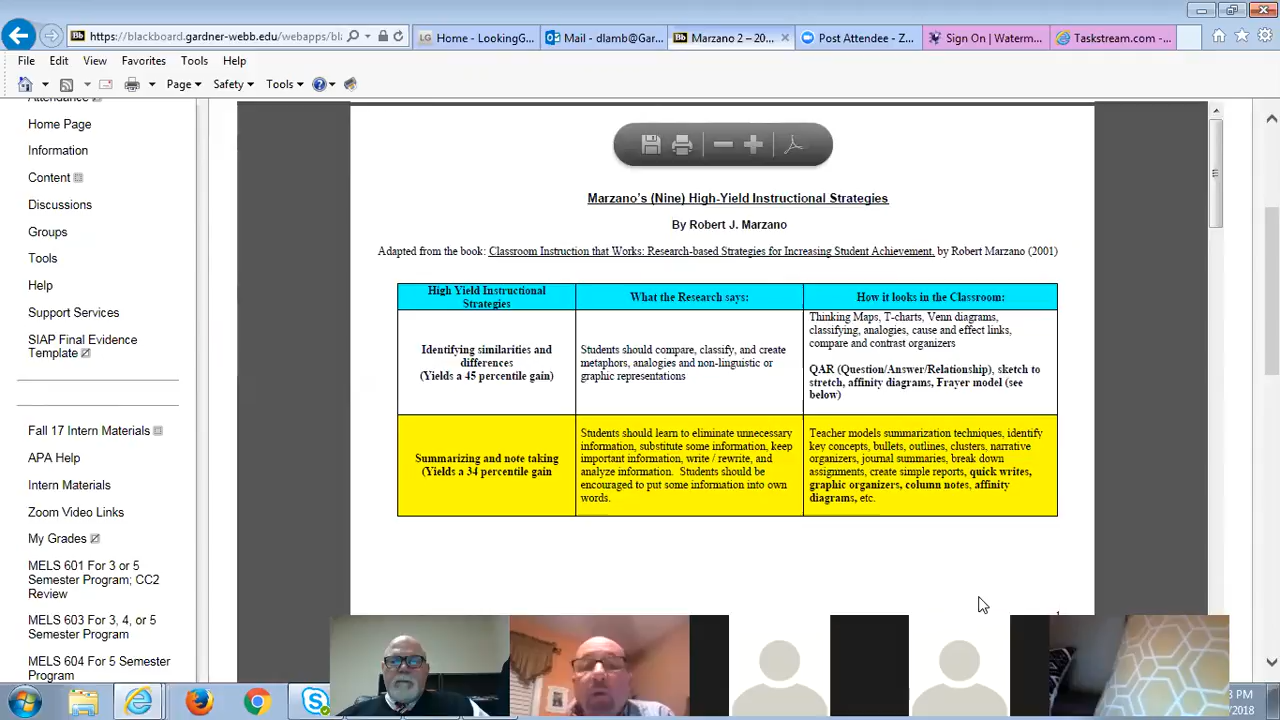 https://blackboard.gardner-webb.edu/webapps/bl
Home - LookingG...
Mail - dlamb@Gar...
Marzano 2 – 20...
Post Attendee - Z...
Sign On | Waterm...
Taskstream.com -...
File Edit View Favorites Tools Help
Page Safety Tools
Attendance
Home Page
Information
Content
Discussions
Groups
Tools
Help
Support Services
SIAP Final Evidence
Template
Fall 17 Intern Materials
APA Help
Intern Materials
Zoom Video Links
My Grades
MELS 601 For 3 or 5
Semester Program; CC2
Review
MELS 603 For 3, 4, or 5
Semester Program
MELS 604 For 5 Semester
Program
Marzano's (Nine) High-Yield Instructional Strategies
By Robert J. Marzano
Adapted from the book: Classroom Instruction that Works: Research-based Strategies for Increasing Student Achievement, by Robert Marzano (2001)
High Yield Instructional
Strategies
What the Research says:
How it looks in the Classroom:
Identifying similarities and
differences
(Yields a 45 percentile gain)
Students should compare, classify, and create
metaphors, analogies and non-linguistic or
graphic representations
Thinking Maps, T-charts, Venn diagrams,
classifying, analogies, cause and effect links,
compare and contrast organizers
QAR (Question/Answer/Relationship), sketch to
stretch, affinity diagrams, Frayer model (see
below)
Summarizing and note taking
(Yields a 34 percentile gain
Students should learn to eliminate unnecessary
information, substitute some information, keep
important information, write / rewrite, and
analyze information. Students should be
encouraged to put some information into own
words.
Teacher models summarization techniques, identify
key concepts, bullets, outlines, clusters, narrative
organizers, journal summaries, break down
assignments, create simple reports, quick writes,
graphic organizers, column notes, affinity
diagrams, etc.
3 PM
/2018